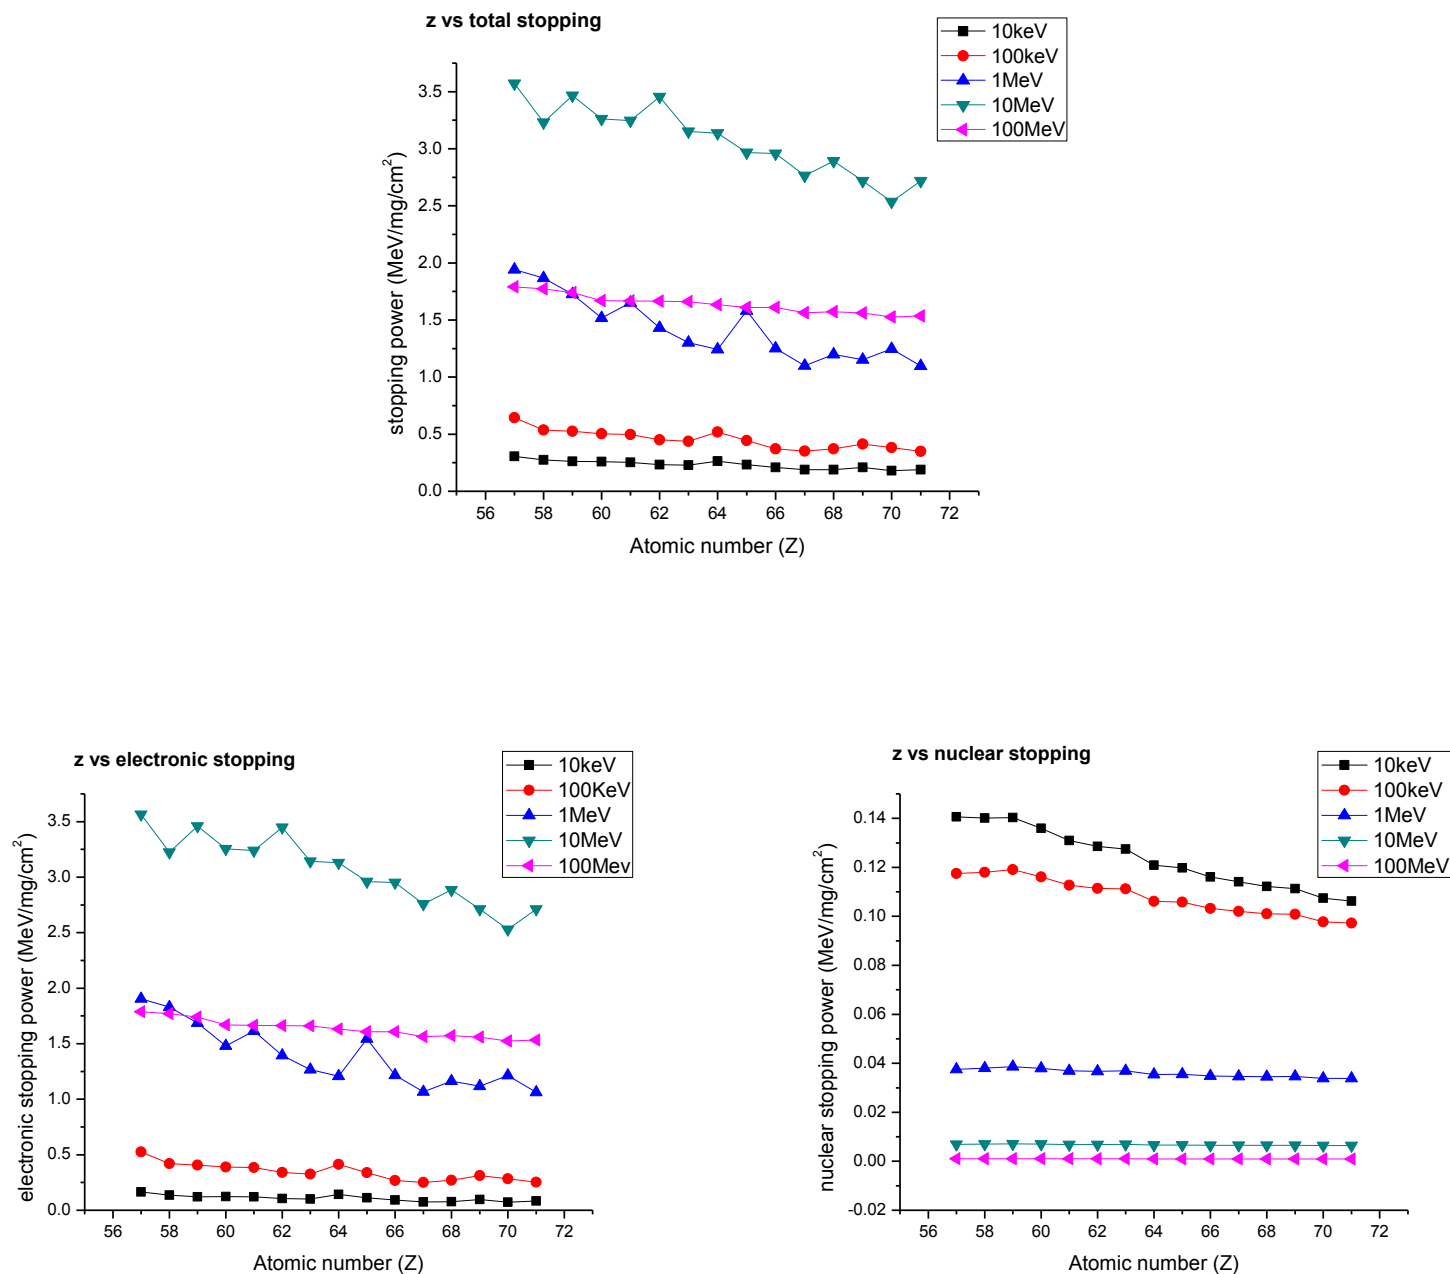 z vs total stopping
10keV
100keV
1MeV
10MeV
100MeV
3.5
3.0
2.5
2.0
1.5
1.0
0.5
0.0
stopping power (MeV/mg/cm²)
56 58 60 62 64 66 68 70 72
Atomic number (Z)
z vs electronic stopping
10keV
100KeV
1MeV
10MeV
100Mev
3.5
3.0
2.5
2.0
1.5
1.0
0.5
0.0
electronic stopping power (MeV/mg/cm²)
56 58 60 62 64 66 68 70 72
Atomic number (Z)
z vs nuclear stopping
10keV
100keV
1MeV
10MeV
100MeV
0.14
0.12
0.10
0.08
0.06
0.04
0.02
0.00
-0.02
nuclear stopping power (MeV/mg/cm²)
56 58 60 62 64 66 68 70 72
Atomic number (Z)